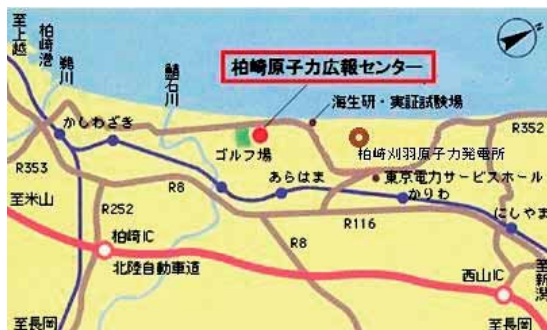 至上越
柏崎港
鵜川
鯖石川
柏崎原子力広報センター
N
かしわざき
海生研・実証試験場
R352
ゴルフ場
柏崎刈羽原子力発電所
R353
R8
あらはま
東京電力サービスホール
かりわ
至米山
R252
R116
にしやま
柏崎IC
R8
北陸自動車道
西山IC
至新潟
至長岡
至長岡